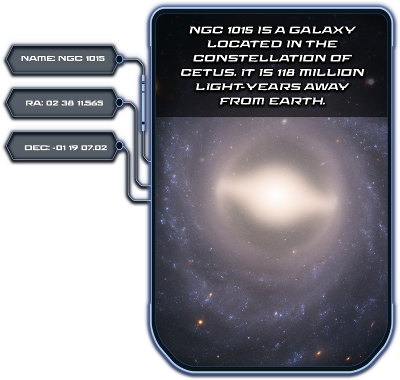 NGC 1015 IS A GALAXY
LOCATED IN THE
CONSTELLATION OF
CETUS. IT IS 118 MILLION
LIGHT-YEARS AWAY
FROM EARTH.
NAME: NGC 1015
RA: 02 38 11.565
DEC: -01 19 07.02